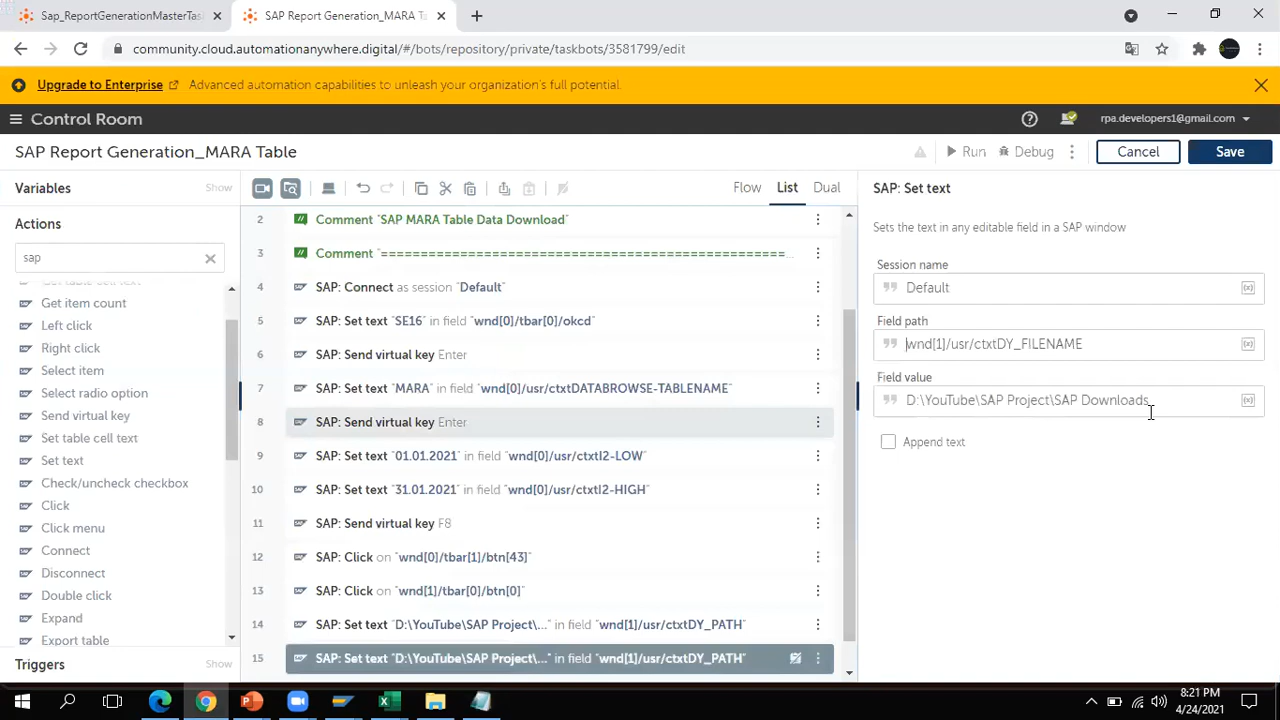 Sap_ReportGenerationMasterTas
SAP Report Generation_MARA T
community.cloud.automationanywhere.digital/#/bots/repository/private/taskbots/3581799/edit
Upgrade to Enterprise Advanced automation capabilities to unleash your organization's full potential.
Control Room
rpa.developers1@gmail.com
SAP Report Generation_MARA Table
Run
Debug
Cancel
Save
Variables
Show
Actions
sap
Get item count
Left click
Right click
Select item
Select radio option
Send virtual key
Set table cell text
Set text
Check/uncheck checkbox
Click
Click menu
Connect
Disconnect
Double click
Expand
Export table
Triggers
Show
Flow List Dual
2 Comment "SAP MARA Table Data Download"
3 Comment "==================================================...
4 SAP: Connect as session "Default"
5 SAP: Set text "SE16" in field "wnd[0]/tbar[0]/okcd"
6 SAP: Send virtual key Enter
7 SAP: Set text "MARA" in field "wnd[0]/usr/ctxtDATABROWSE-TABLENAME"
8 SAP: Send virtual key Enter
9 SAP: Set text "01.01.2021" in field "wnd[0]/usr/ctxtI2-LOW"
10 SAP: Set text "31.01.2021" in field "wnd[0]/usr/ctxtI2-HIGH"
11 SAP: Send virtual key F8
12 SAP: Click on "wnd[0]/tbar[1]/btn[43]"
13 SAP: Click on "wnd[1]/tbar[0]/btn[0]"
14 SAP: Set text "D:\YouTube\SAP Project\..." in field "wnd[1]/usr/ctxtDY_PATH"
15 SAP: Set text "D:\YouTube\SAP Project\..." in field "wnd[1]/usr/ctxtDY_PATH"
SAP: Set text
Sets the text in any editable field in a SAP window
Session name
Default
Field path
wnd[1]/usr/ctxtDY_FILENAME
Field value
D:\YouTube\SAP Project\SAP Downloads
Append text
8:21 PM
4/24/2021